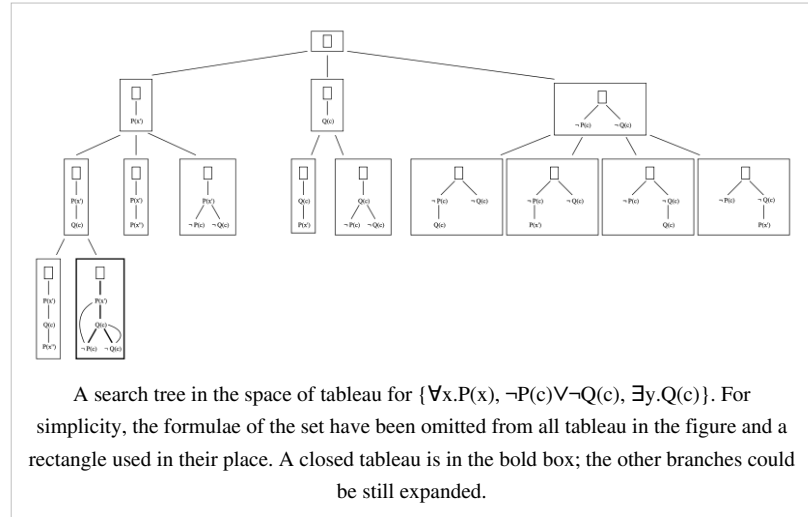 P(x')
Q(c)
¬ P(c) ¬ Q(c)
P(x')
Q(c)
P(x')
P(x'')
P(x')
¬ P(c) ¬ Q(c)
Q(c)
P(x')
Q(c)
¬ P(c) ¬ Q(c)
¬ P(c) ¬ Q(c)
Q(c)
¬ P(c) ¬ Q(c)
P(x')
¬ P(c) ¬ Q(c)
Q(c)
¬ P(c) ¬ Q(c)
P(x')
P(x')
Q(c)
P(x'')
P(x')
Q(c)
¬ P(c) ¬ Q(c)
A search tree in the space of tableau for {∀x.P(x), ¬P(c)∨¬Q(c), ∃y.Q(c)}. For
simplicity, the formulae of the set have been omitted from all tableau in the figure and a
rectangle used in their place. A closed tableau is in the bold box; the other branches could
be still expanded.